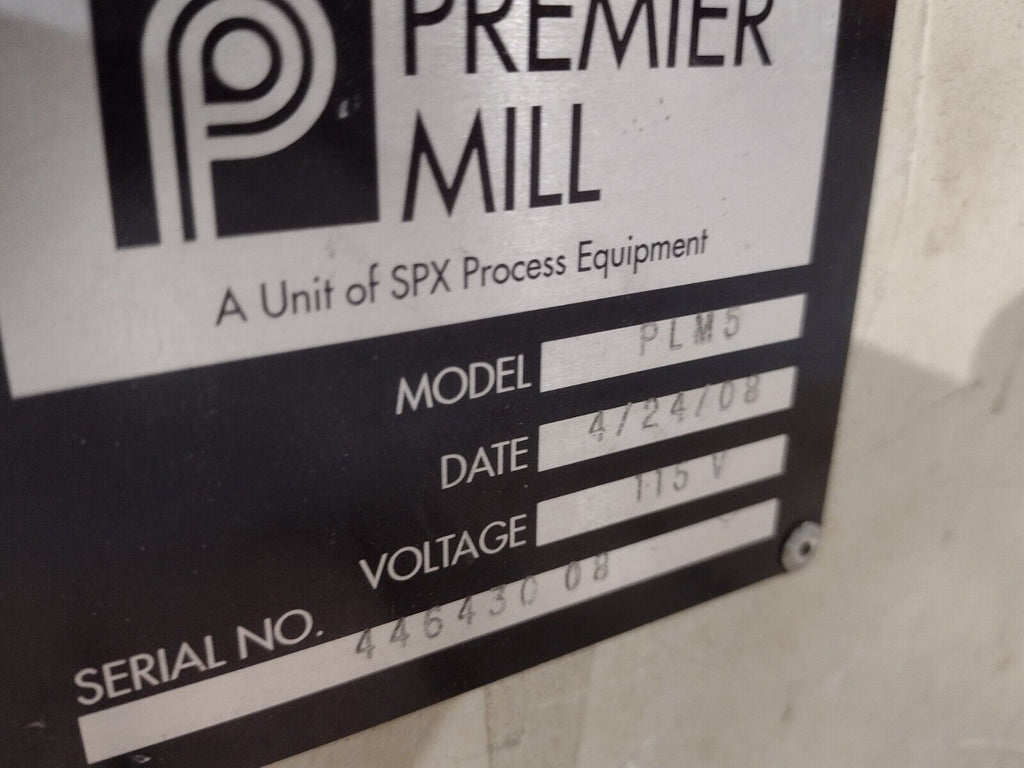 PREMIER
MILL
A Unit of SPX Process Equipment
MODEL PLM5
DATE 4/24/08
VOLTAGE 115 V
SERIAL NO. 446430 08